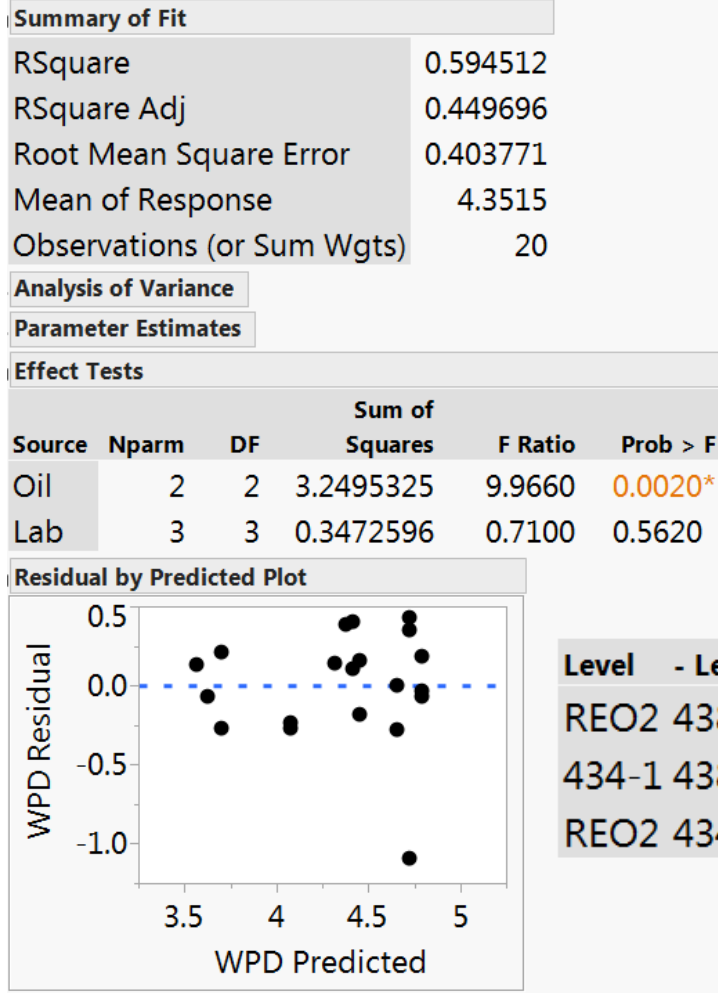 Summary of Fit
RSquare 0.594512
RSquare Adj 0.449696
Root Mean Square Error 0.403771
Mean of Response 4.3515
Observations (or Sum Wgts) 20
Analysis of Variance
Parameter Estimates
Effect Tests
Sum of
Source Nparm DF Squares F Ratio Prob > F
Oil 2 2 3.2495325 9.9660 0.0020*
Lab 3 3 0.3472596 0.7100 0.5620
Residual by Predicted Plot
0.5
0.0
-0.5
-1.0
WPD Residual
3.5 4 4.5 5
WPD Predicted
Level - Le
REO2 438
434-1 438
REO2 434